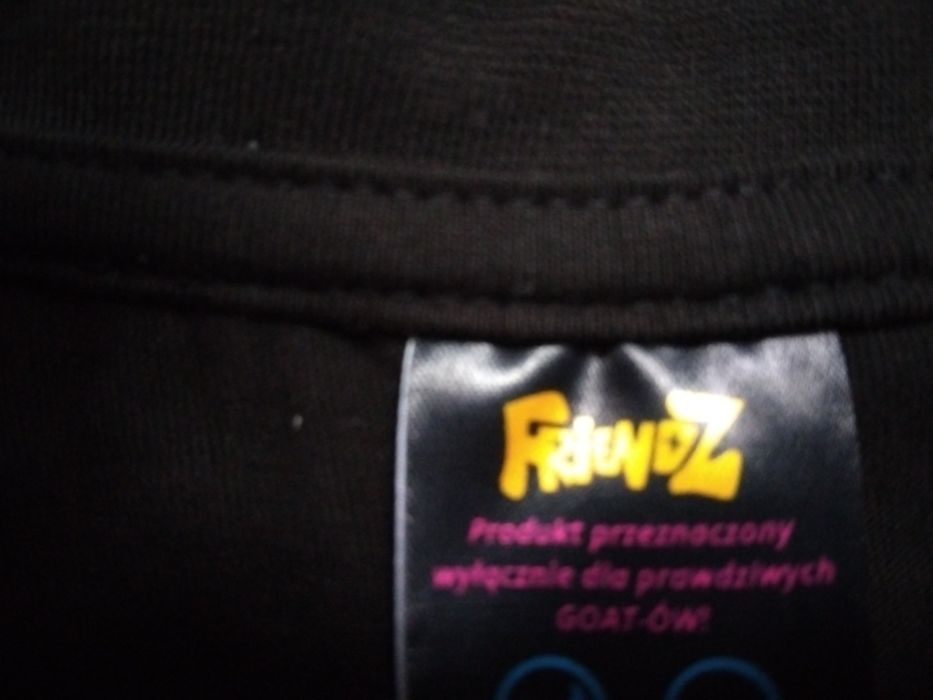 FRIENDZ
Produkt przeznaczony
wyłącznie dla prawdziwych
GOAT-ÓW!